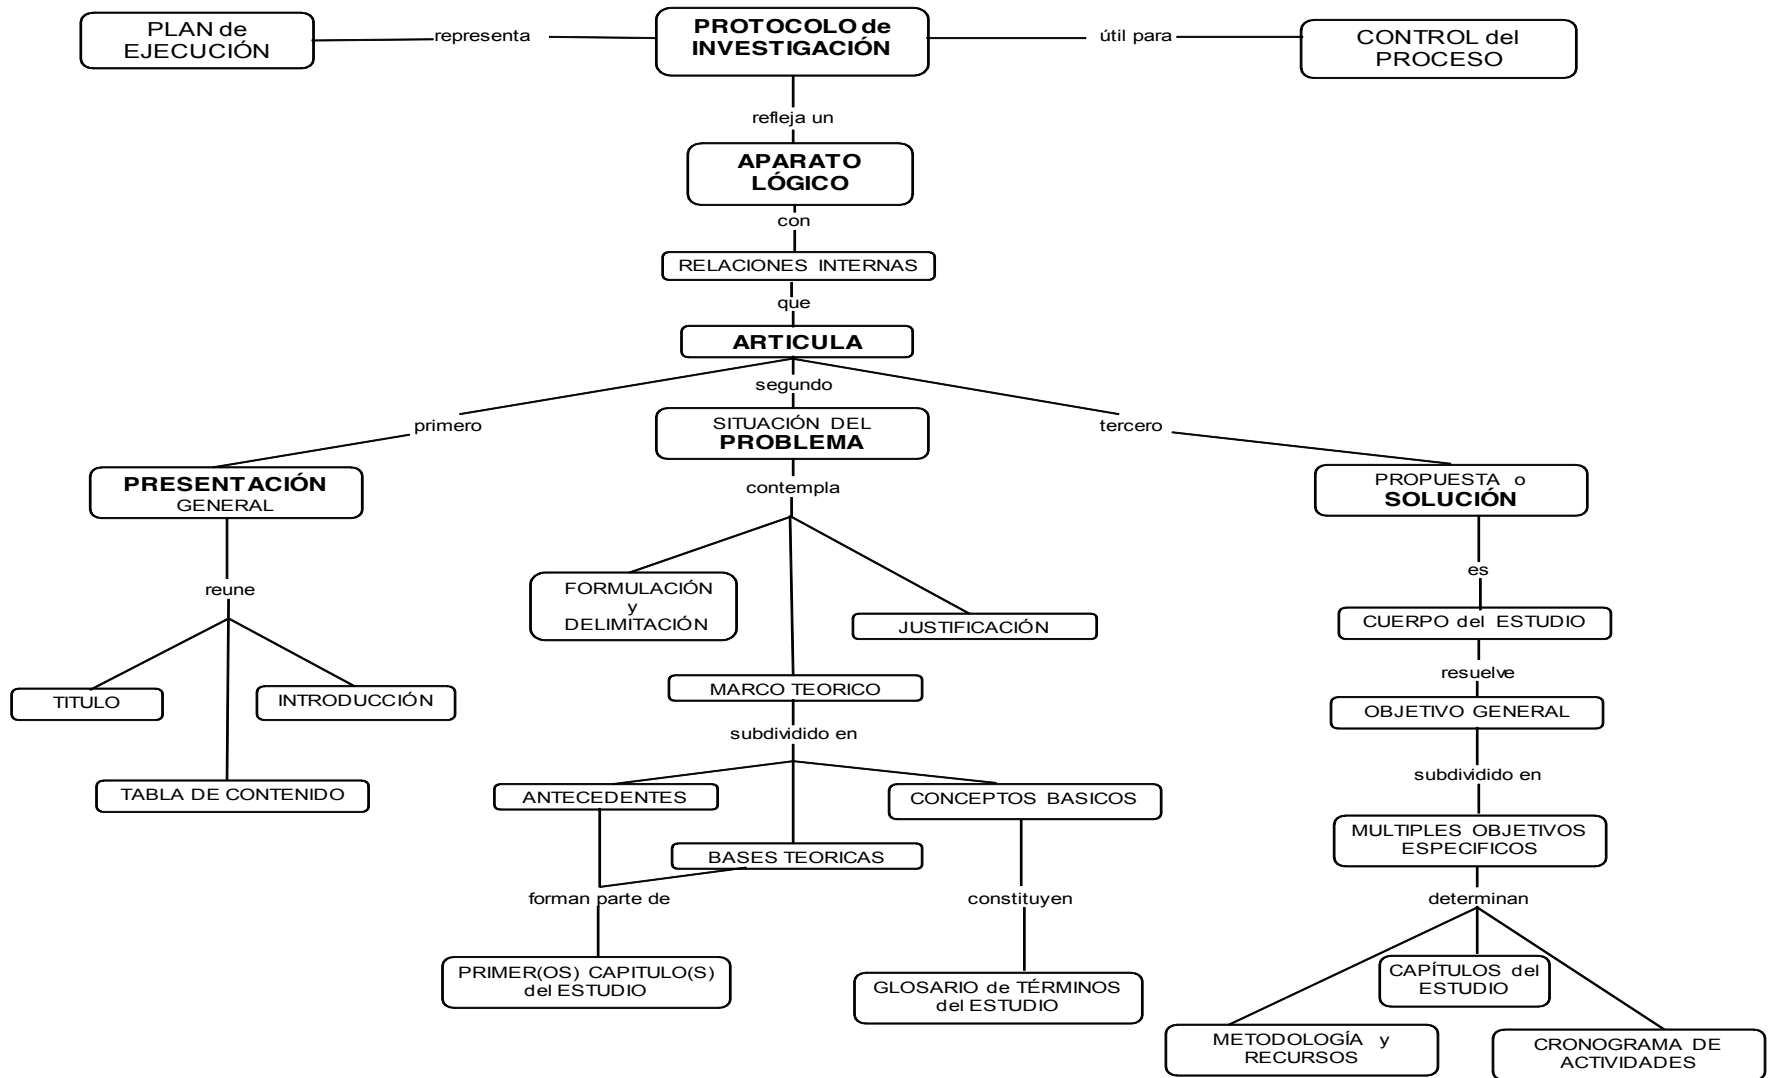 PLAN de
EJECUCIÓN
representa
PROTOCOLO de
INVESTIGACIÓN
útil para
CONTROL del
PROCESO
refleja un
APARATO
LÓGICO
con
RELACIONES INTERNAS
que
ARTICULA
primero
segundo
tercero
PRESENTACIÓN
GENERAL
SITUACIÓN DEL
PROBLEMA
PROPUESTA o
SOLUCIÓN
reune
contempla
es
TITULO
INTRODUCCIÓN
TABLA DE CONTENIDO
FORMULACIÓN
y
DELIMITACIÓN
JUSTIFICACIÓN
MARCO TEORICO
subdividido en
ANTECEDENTES
CONCEPTOS BASICOS
BASES TEORICAS
forman parte de
constituyen
PRIMER(OS) CAPITULO(S)
del ESTUDIO
GLOSARIO de TÉRMINOS
del ESTUDIO
CUERPO del ESTUDIO
resuelve
OBJETIVO GENERAL
subdividido en
MULTIPLES OBJETIVOS
ESPECIFICOS
determinan
CAPÍTULOS del
ESTUDIO
METODOLOGÍA y
RECURSOS
CRONOGRAMA DE
ACTIVIDADES